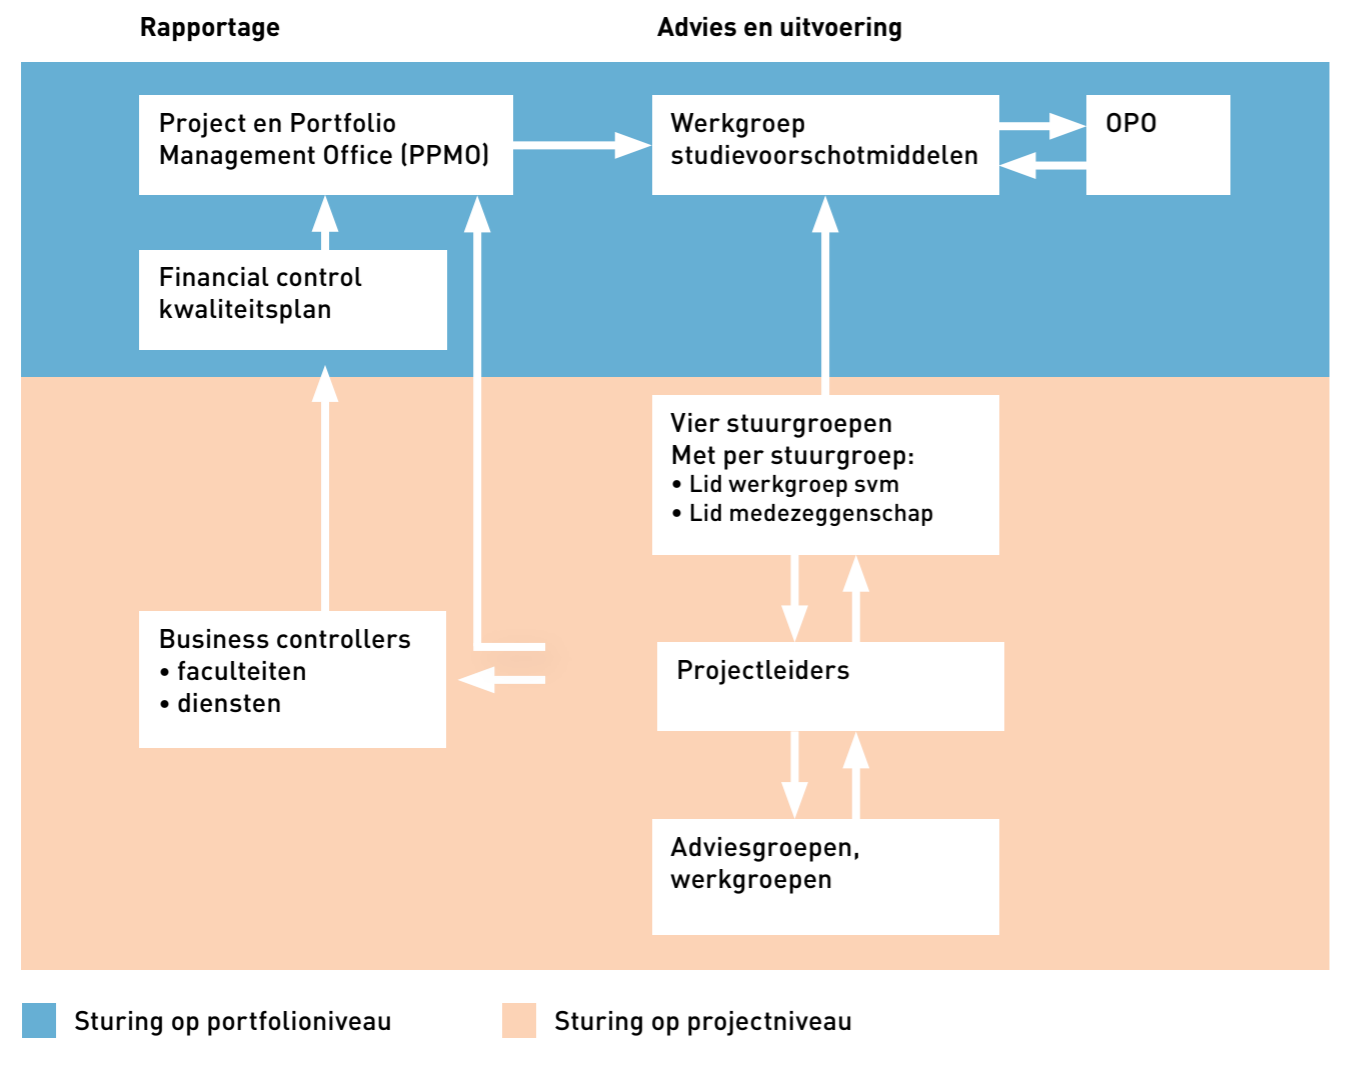 Rapportage
Advies en uitvoering
Project en Portfolio
Management Office (PPMO)
Werkgroep
studievoorschotmiddelen
OPO
Financial control
kwaliteitsplan
Vier stuurgroepen
Met per stuurgroep:
• Lid werkgroep svm
• Lid medezeggenschap
Business controllers
• faculteiten
• diensten
Projectleiders
Adviesgroepen,
werkgroepen
Sturing op portfolioniveau
Sturing op projectniveau